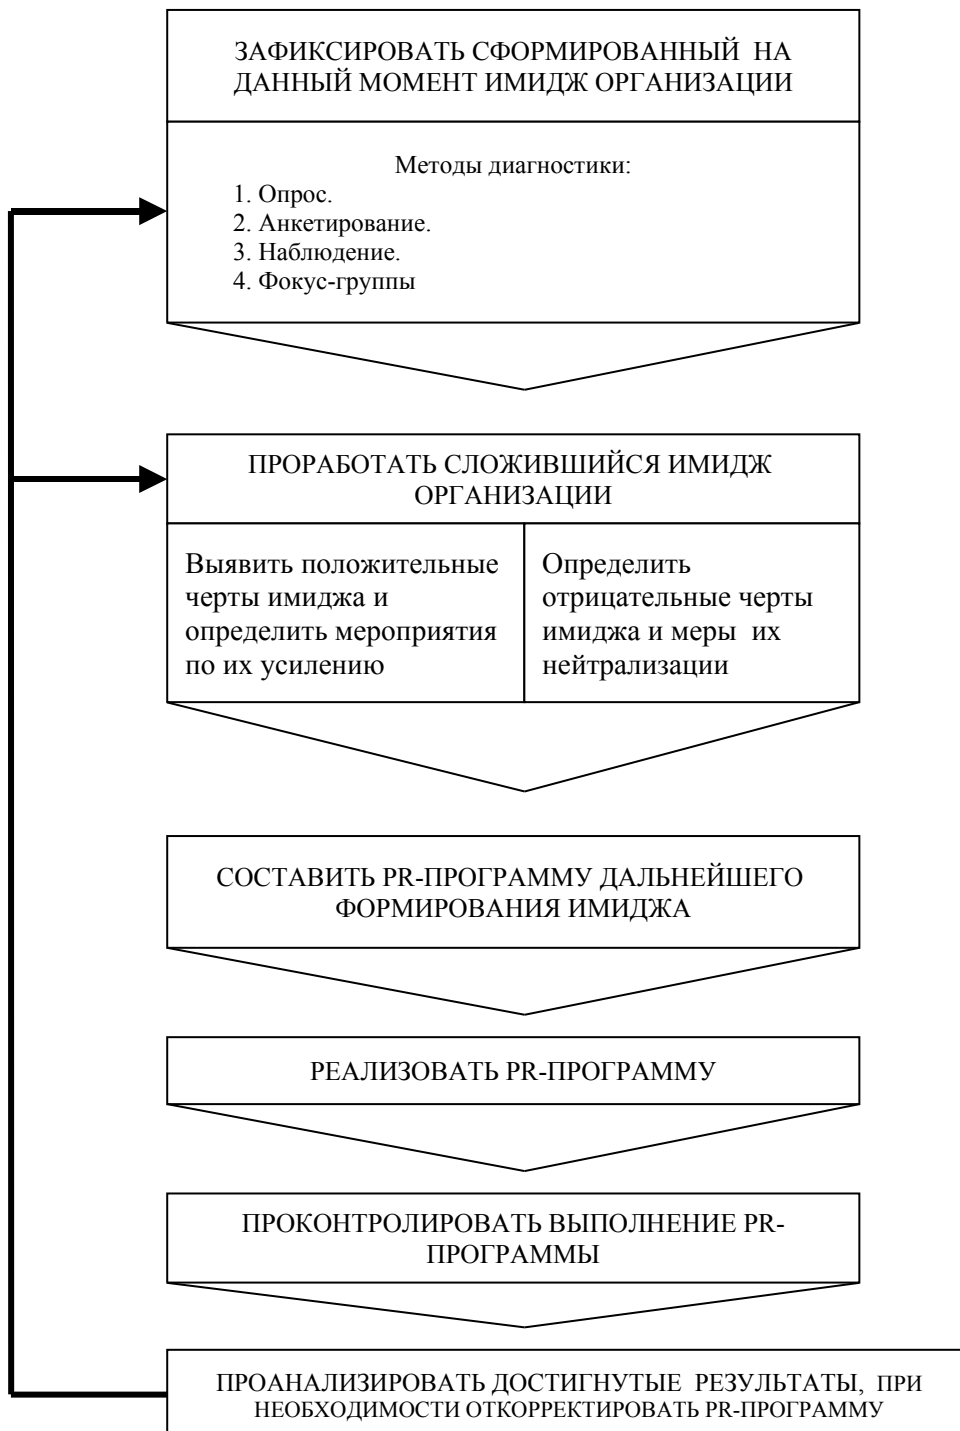 ЗАФИКСИРОВАТЬ СФОРМИРОВАННЫЙ НА
ДАННЫЙ МОМЕНТ ИМИДЖ ОРГАНИЗАЦИИ
Методы диагностики:
1. Опрос.
2. Анкетирование.
3. Наблюдение.
4. Фокус-группы
ПРОРАБОТАТЬ СЛОЖИВШИЙСЯ ИМИДЖ
ОРГАНИЗАЦИИ
Выявить положительные
черты имиджа и
определить мероприятия
по их усилению
Определить
отрицательные черты
имиджа и меры их
нейтрализации
СОСТАВИТЬ PR-ПРОГРАММУ ДАЛЬНЕЙШЕГО
ФОРМИРОВАНИЯ ИМИДЖА
РЕАЛИЗОВАТЬ PR-ПРОГРАММУ
ПРОКОНТРОЛИРОВАТЬ ВЫПОЛНЕНИЕ PR-
ПРОГРАММЫ
ПРОАНАЛИЗИРОВАТЬ ДОСТИГНУТЫЕ РЕЗУЛЬТАТЫ, ПРИ
НЕОБХОДИМОСТИ ОТКОРРЕКТИРОВАТЬ PR-ПРОГРАММУ